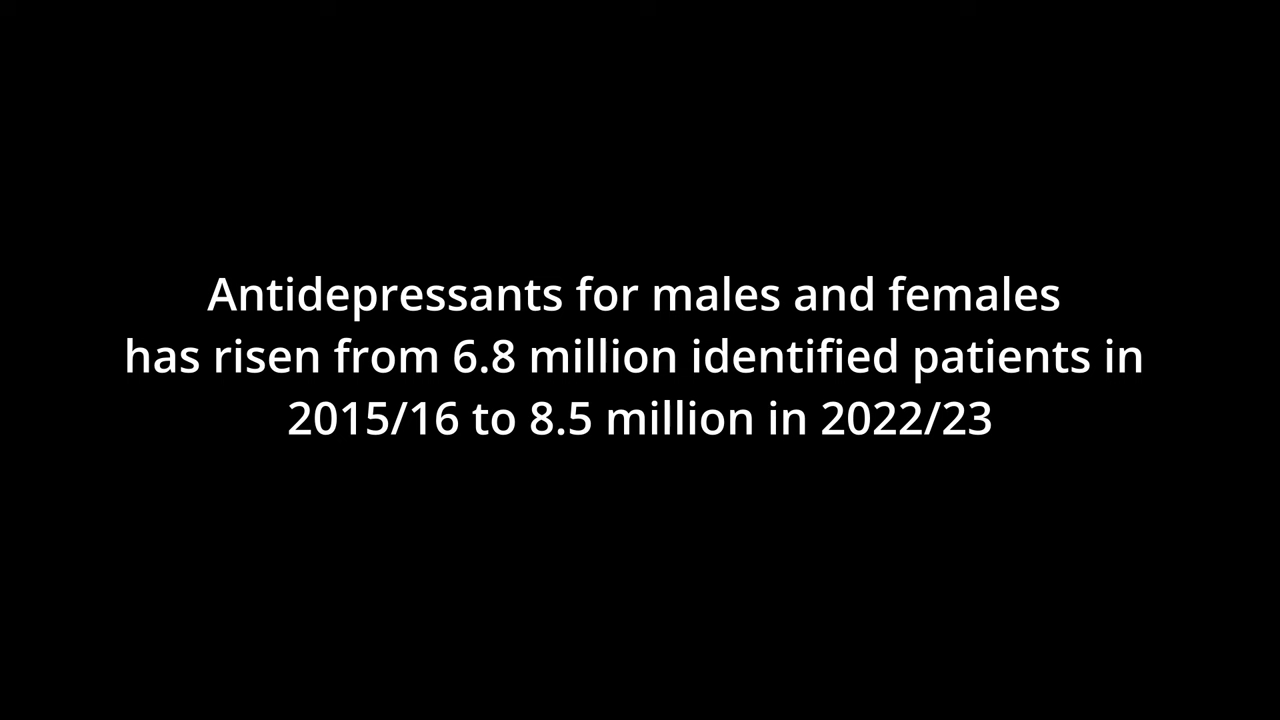 Antidepressants for males and females
has risen from 6.8 million identified patients in
2015/16 to 8.5 million in 2022/23